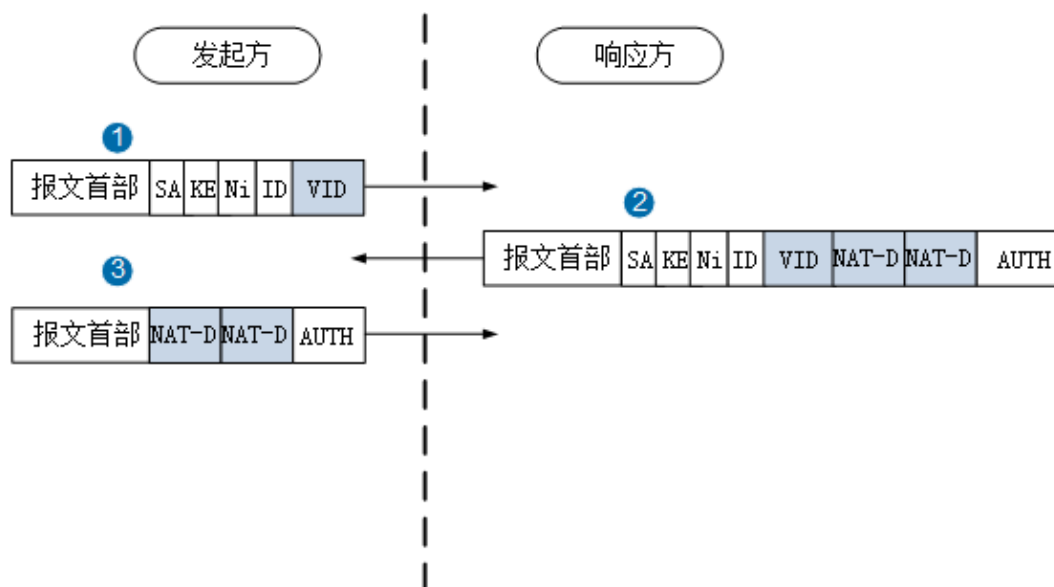 发起方 响应方
1
报文首部 SA KE Ni ID VID
2
报文首部 SA KE Ni ID VID NAT-D NAT-D AUTH
3
报文首部 NAT-D NAT-D AUTH